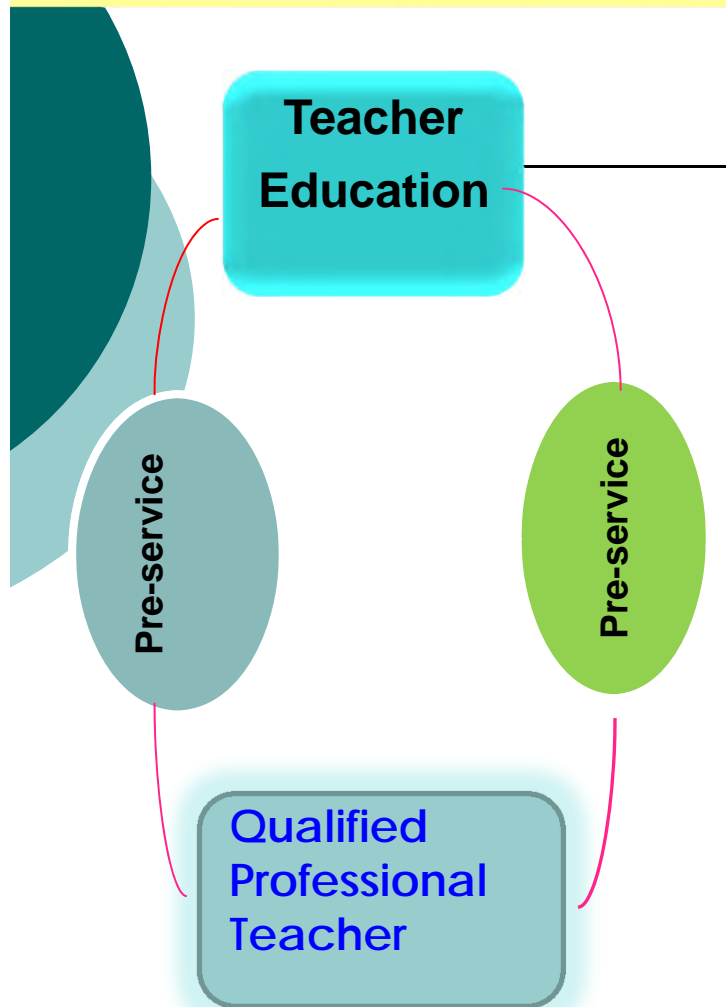 Teacher
Education
Pre-service
Pre-service
Qualified
Professional
Teacher